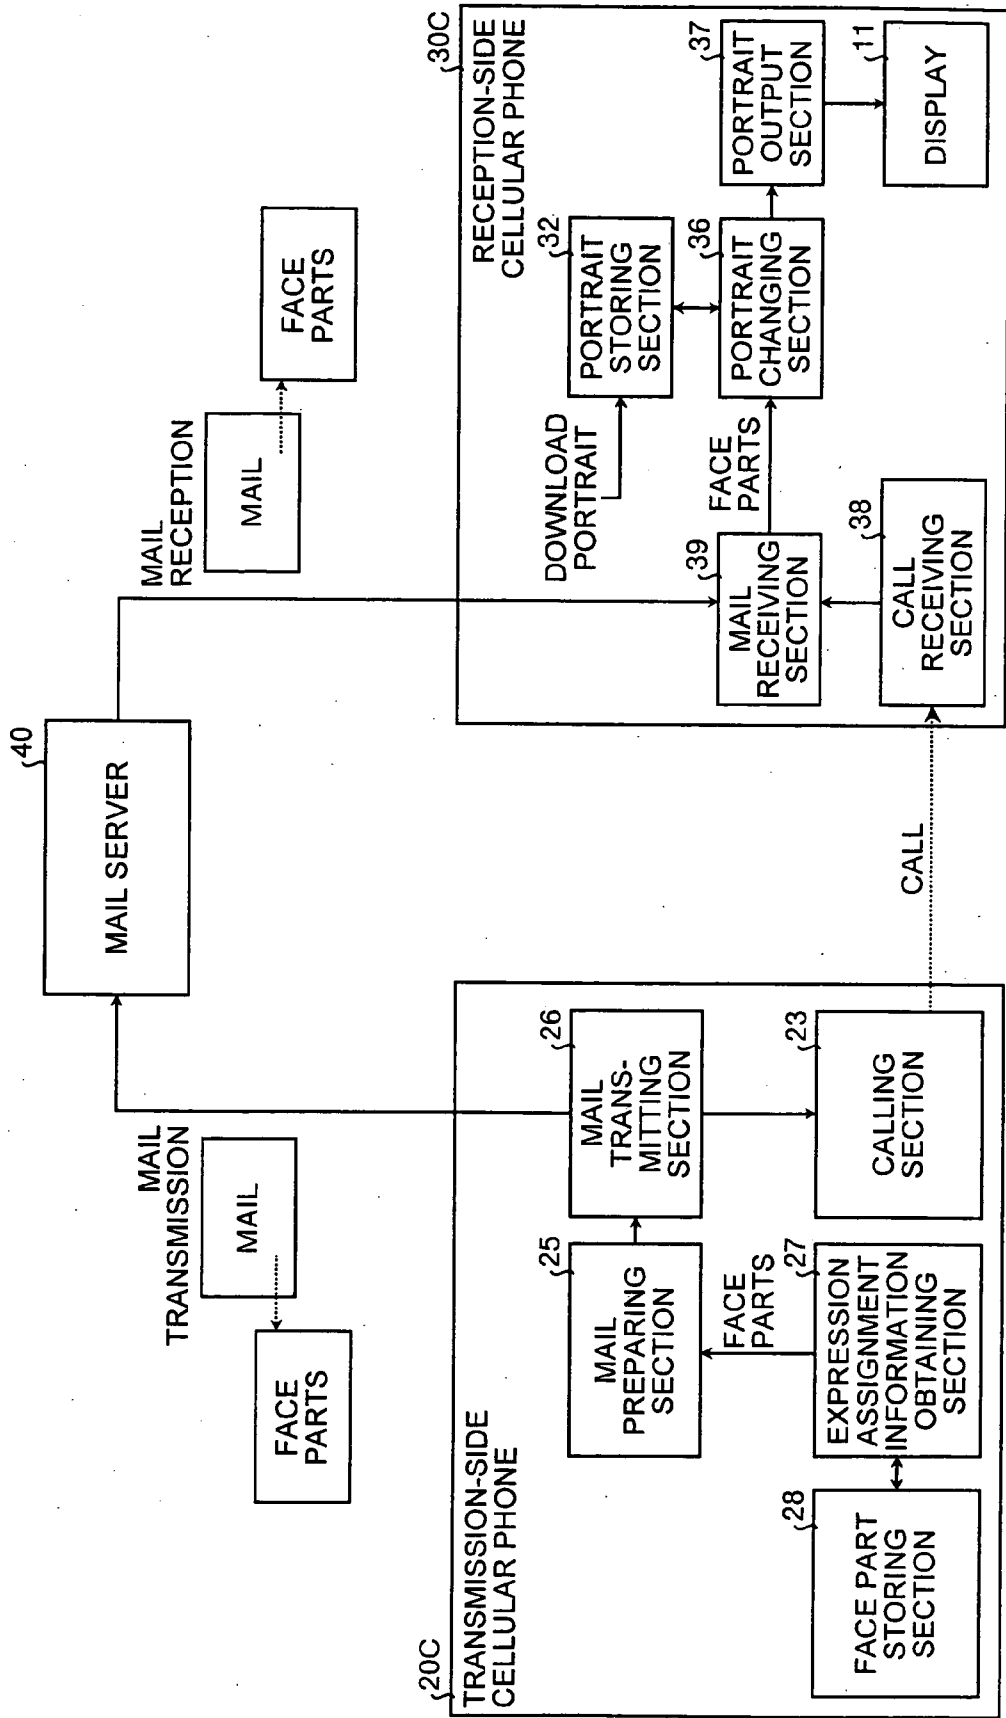 40
MAIL SERVER
MAIL
TRANSMISSION
MAIL
FACE
PARTS
MAIL
RECEPTION
MAIL
FACE
PARTS
20C
TRANSMISSION-SIDE
CELLULAR PHONE
25
MAIL
PREPARING
SECTION
26
MAIL
TRANS-
MITTING
SECTION
FACE
PARTS
28
FACE PART
STORING
SECTION
27
EXPRESSION
ASSIGNMENT
INFORMATION
OBTAINING
SECTION
23
CALLING
SECTION
CALL
30C
RECEPTION-SIDE
CELLULAR PHONE
DOWNLOAD
PORTRAIT
32
PORTRAIT
STORING
SECTION
39
MAIL
RECEIVING
SECTION
FACE
PARTS
36
PORTRAIT
CHANGING
SECTION
37
PORTRAIT
OUTPUT
SECTION
38
CALL
RECEIVING
SECTION
11
DISPLAY